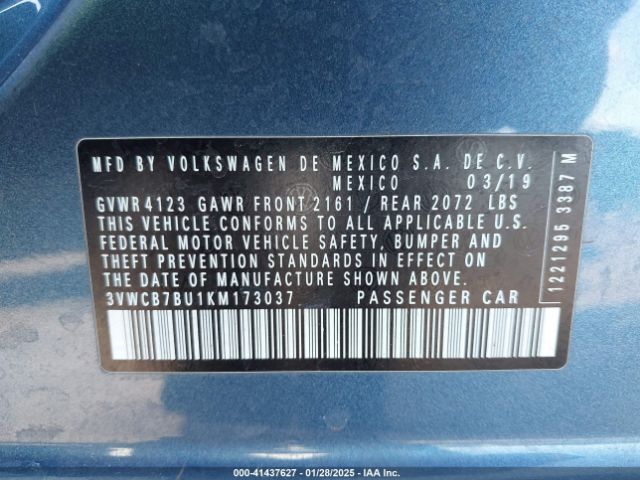 MFD BY VOLKSWAGEN DE MEXICO S.A. DE C.V.
MEXICO 03/19
GVWR 4123 GAWR FRONT 2161 / REAR 2072 LBS
THIS VEHICLE CONFORMS TO ALL APPLICABLE U.S.
FEDERAL MOTOR VEHICLE SAFETY, BUMPER AND
THEFT PREVENTION STANDARDS IN EFFECT ON
THE DATE OF MANUFACTURE SHOWN ABOVE.
3VWCB7BU1KM173037 PASSENGER CAR
1221295 3387 M
000-41437627 - 01/28/2025 - IAA Inc.